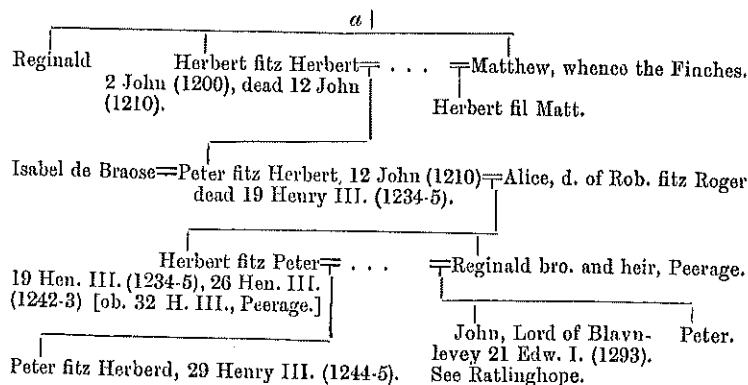 a
Reginald Herbert fitz Herbert . . . Matthew, whence the Finches.
2 John (1200), dead 12 John
(1210). Herbert fil Matt.
Isabel de Braose=Peter fitz Herbert, 12 John (1210)=Alice, d. of Rob. fitz Roger
dead 19 Henry III. (1234-5).
Herbert fitz Peter . . . Reginald bro. and heir, Peerage.
19 Hen. III. (1234-5), 26 Hen. III.
(1242-3) [ob. 32 H. III., Peerage.]
John, Lord of Blavn- Peter.
levey 21 Edw. I. (1293).
Peter fitz Herberd, 29 Henry III. (1244-5). See Ratlinghope.